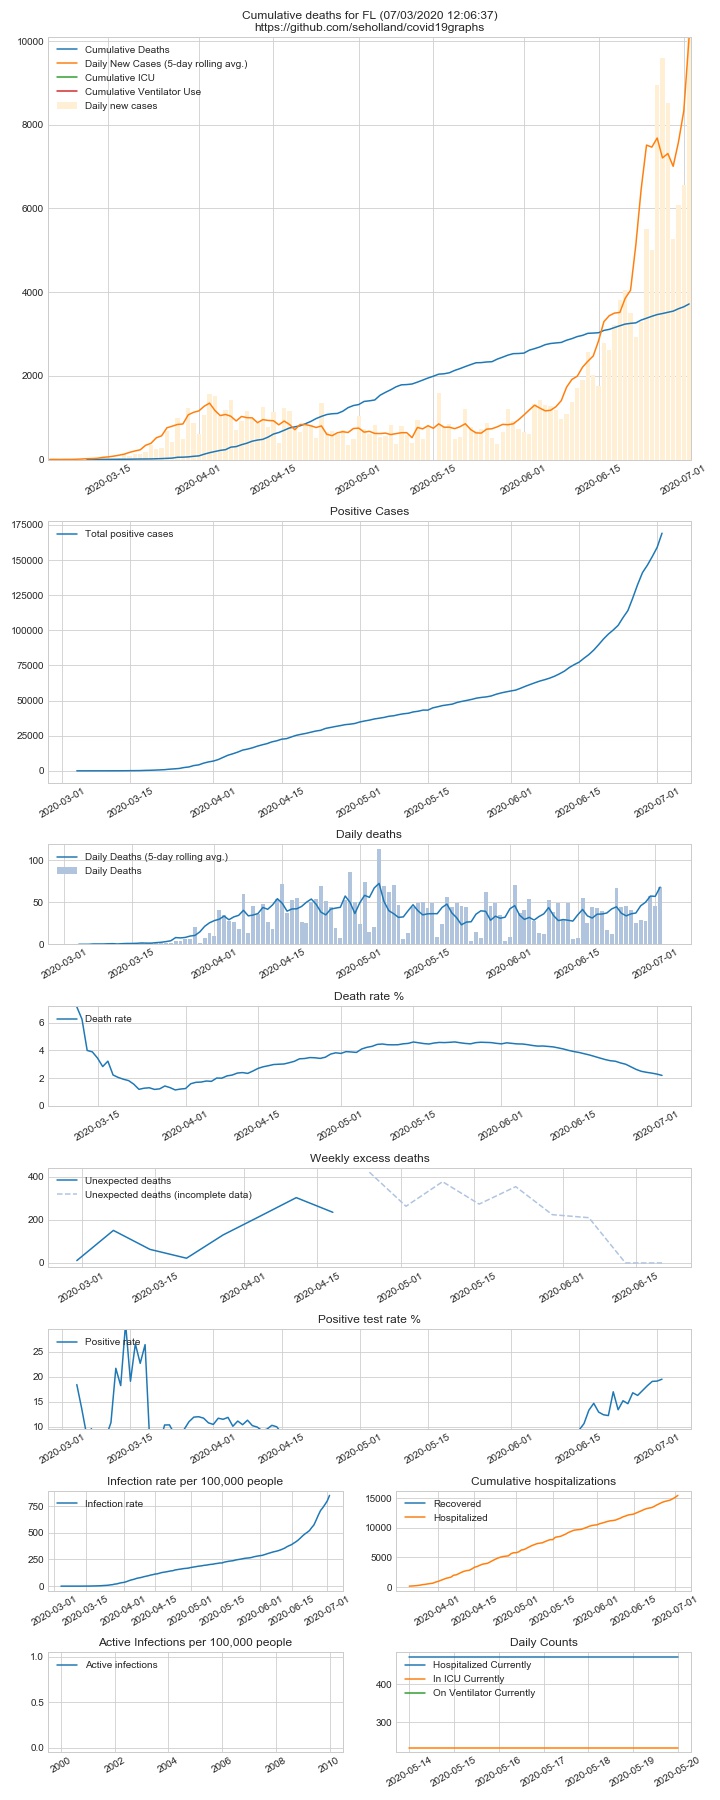 Cumulative deaths for FL (07/03/2020 12:06:37)
https://github.com/seholland/covid19graphs
10000
8000
6000
4000
2000
0
Cumulative Deaths
Daily New Cases (5-day rolling avg.)
Cumulative ICU
Cumulative Ventilator Use
Daily new cases
2020-03-15 2020-04-01 2020-04-15 2020-05-01 2020-05-15 2020-06-01 2020-06-15 2020-07-01
Positive Cases
175000
150000
125000
100000
75000
50000
25000
0
Total positive cases
2020-03-01 2020-03-15 2020-04-01 2020-04-15 2020-05-01 2020-05-15 2020-06-01 2020-06-15 2020-07-01
Daily deaths
100
50
0
Daily Deaths (5-day rolling avg.)
Daily Deaths
2020-03-01 2020-03-15 2020-04-01 2020-04-15 2020-05-01 2020-05-15 2020-06-01 2020-06-15 2020-07-01
Death rate %
6
4
2
0
Death rate
2020-03-15 2020-04-01 2020-04-15 2020-05-01 2020-05-15 2020-06-01 2020-06-15 2020-07-01
Weekly excess deaths
400
200
0
Unexpected deaths
Unexpected deaths (incomplete data)
2020-03-01 2020-03-15 2020-04-01 2020-04-15 2020-05-01 2020-05-15 2020-06-01 2020-06-15
Positive test rate %
25
20
15
10
Positive rate
2020-03-01 2020-03-15 2020-04-01 2020-04-15 2020-05-01 2020-05-15 2020-06-01 2020-06-15 2020-07-01
Infection rate per 100,000 people
750
500
250
0
Infection rate
2020-03-01 2020-03-15 2020-04-01 2020-04-15 2020-05-01 2020-05-15 2020-06-01 2020-06-15 2020-07-01
Cumulative hospitalizations
15000
10000
5000
0
Recovered
Hospitalized
2020-04-01 2020-04-15 2020-05-01 2020-05-15 2020-06-01 2020-06-15 2020-07-01
Active Infections per 100,000 people
1.0
0.5
0.0
Active infections
2000 2002 2004 2006 2008 2010
Daily Counts
400
300
Hospitalized Currently
In ICU Currently
On Ventilator Currently
2020-05-14 2020-05-15 2020-05-16 2020-05-17 2020-05-18 2020-05-19 2020-05-20